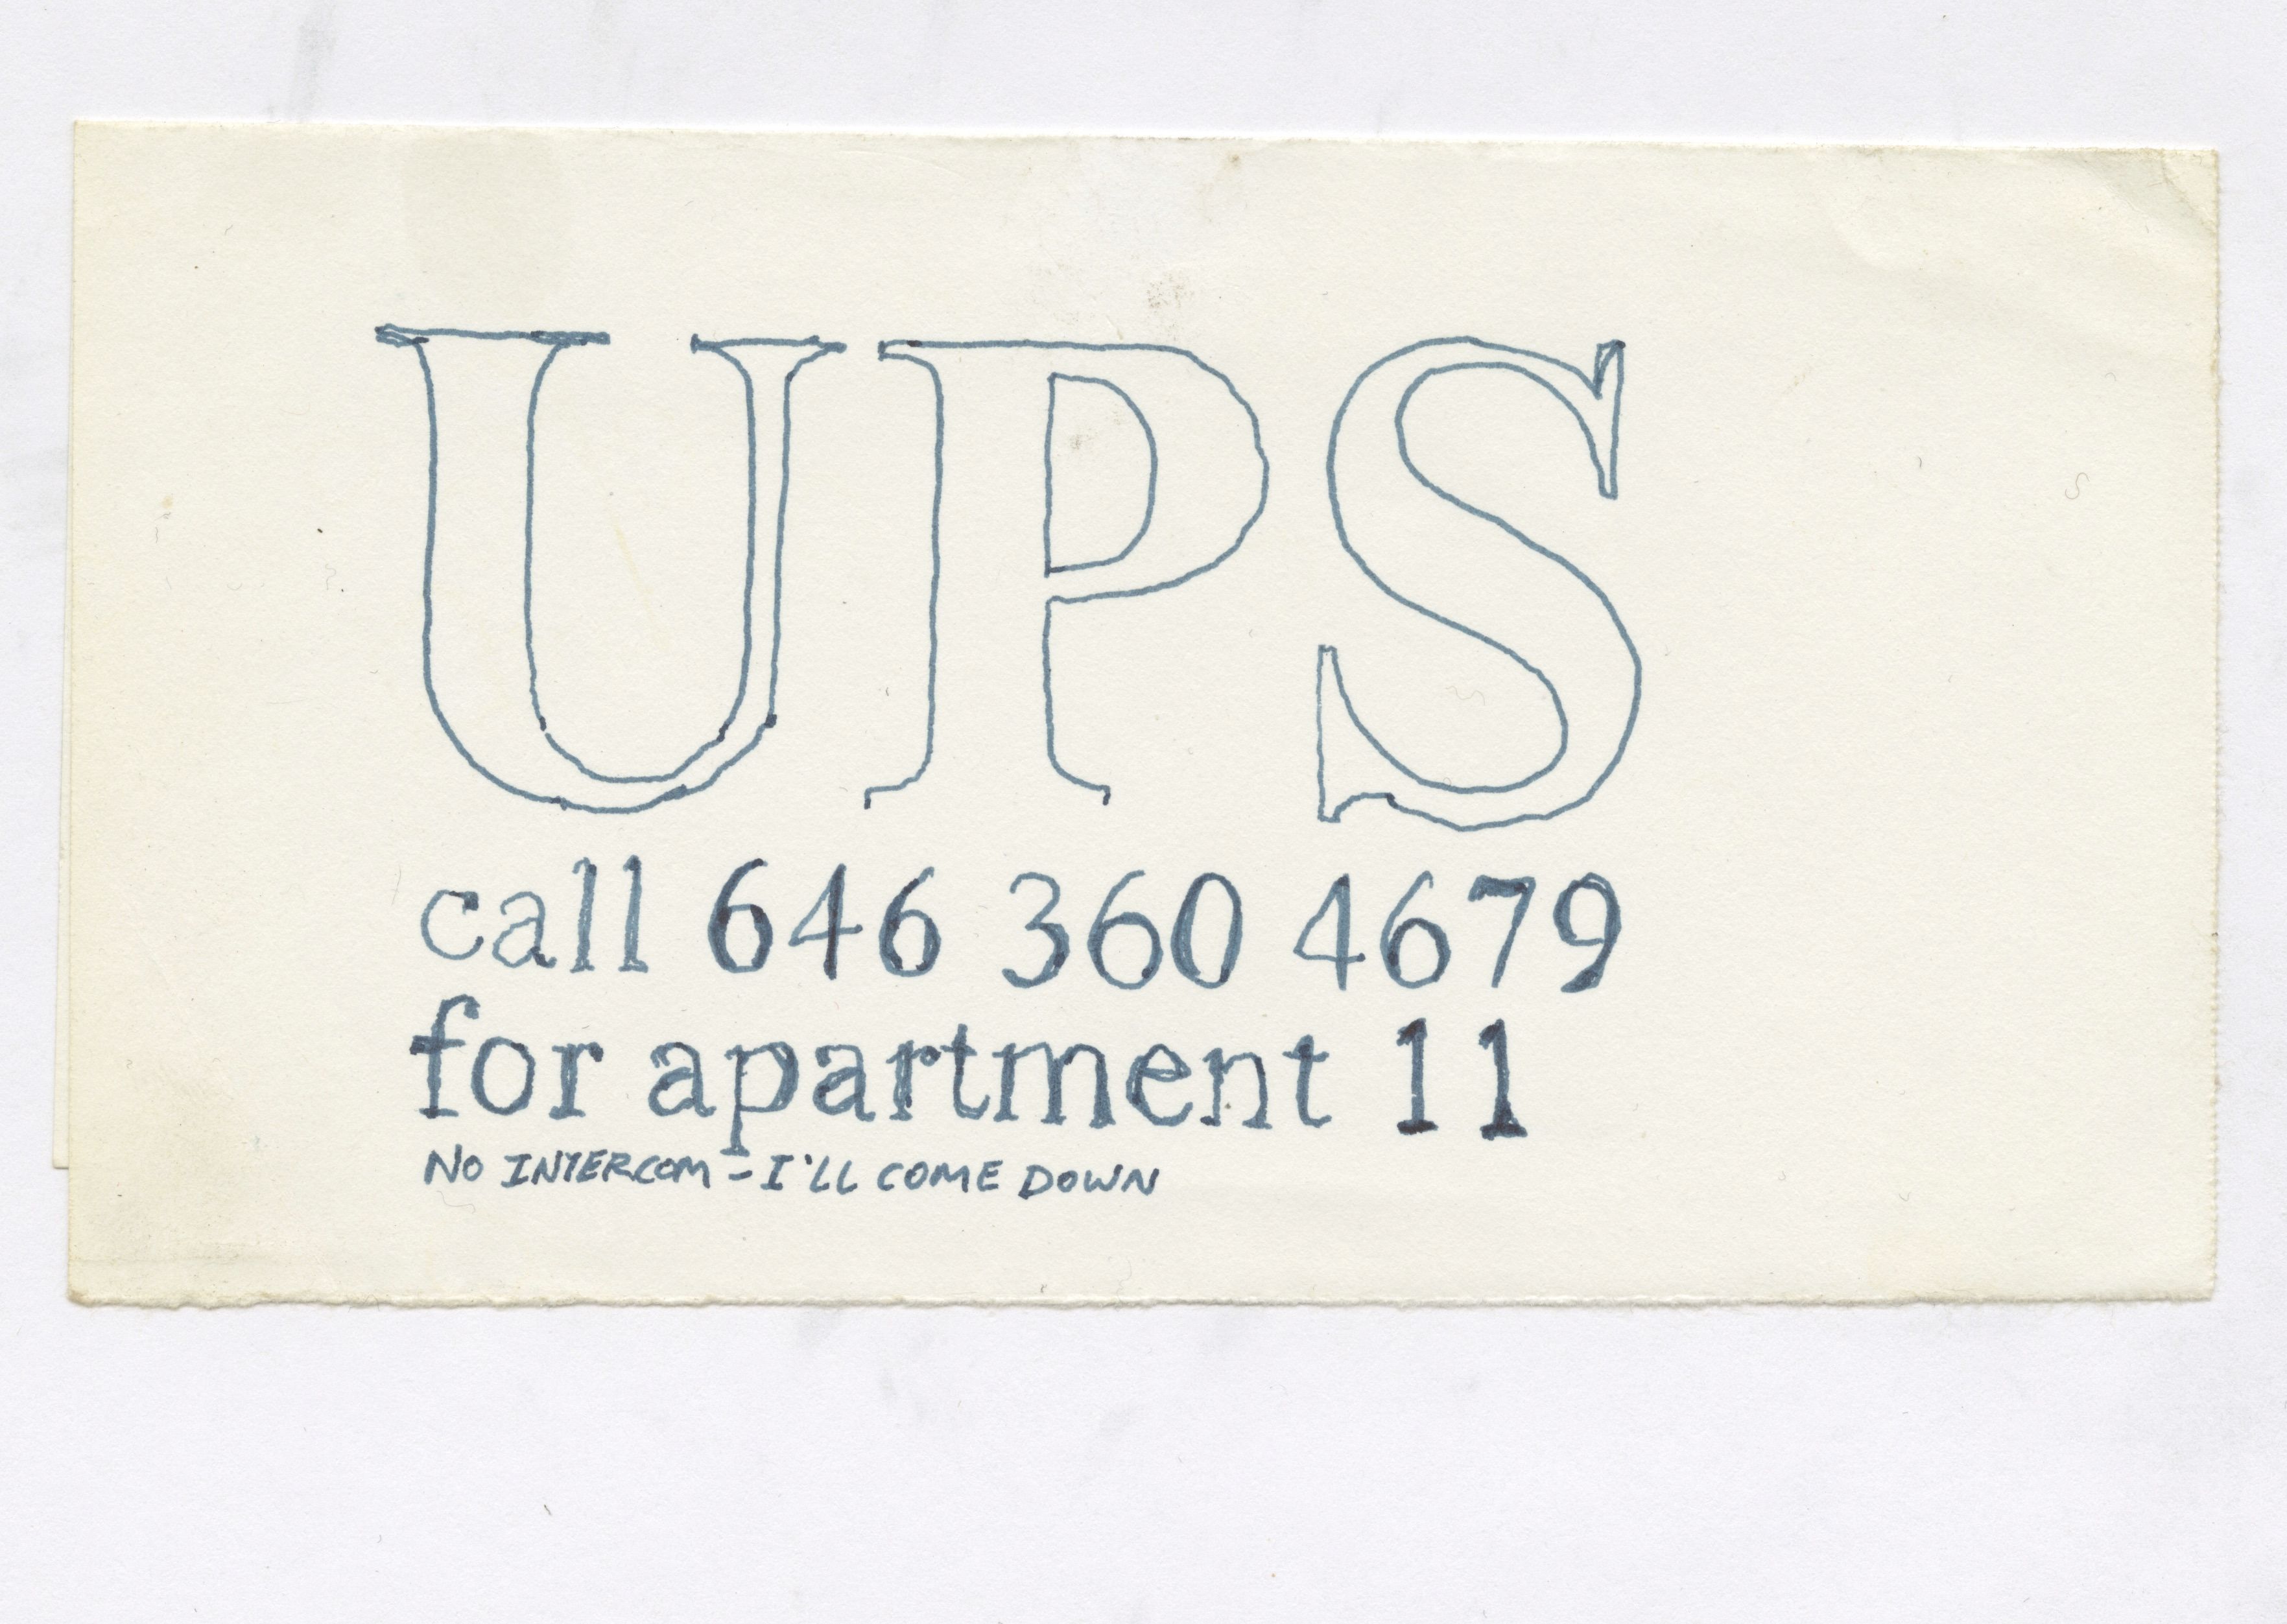 UPS
call 646 360 4679
for apartment 11
NO INTERCOM - I'LL COME DOWN